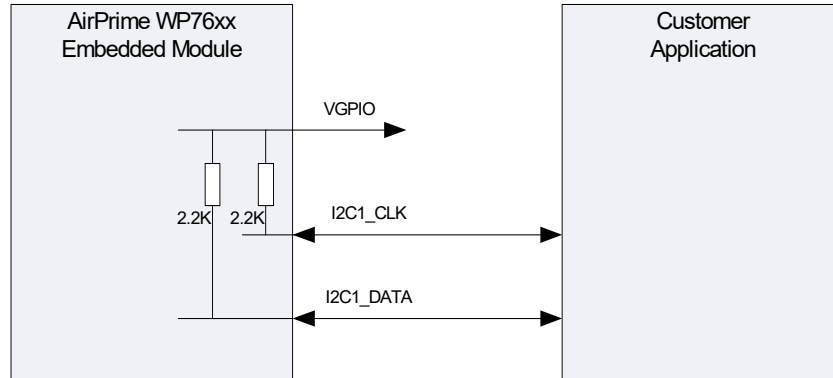 AirPrime WP76xx
Embedded Module
Customer
Application
VGPIO
2.2K
2.2K
I2C1_CLK
I2C1_DATA